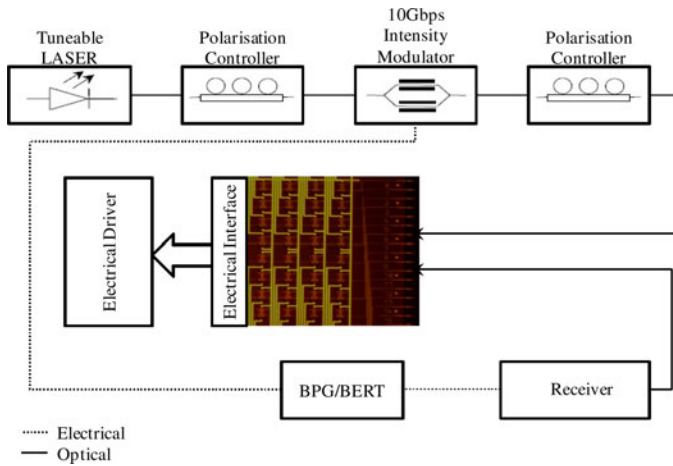 Tuneable
LASER
Polarisation
Controller
10Gbps
Intensity
Modulator
Polarisation
Controller
Electrical Driver
Electrical Interface
BPG/BERT
Receiver
Electrical
Optical